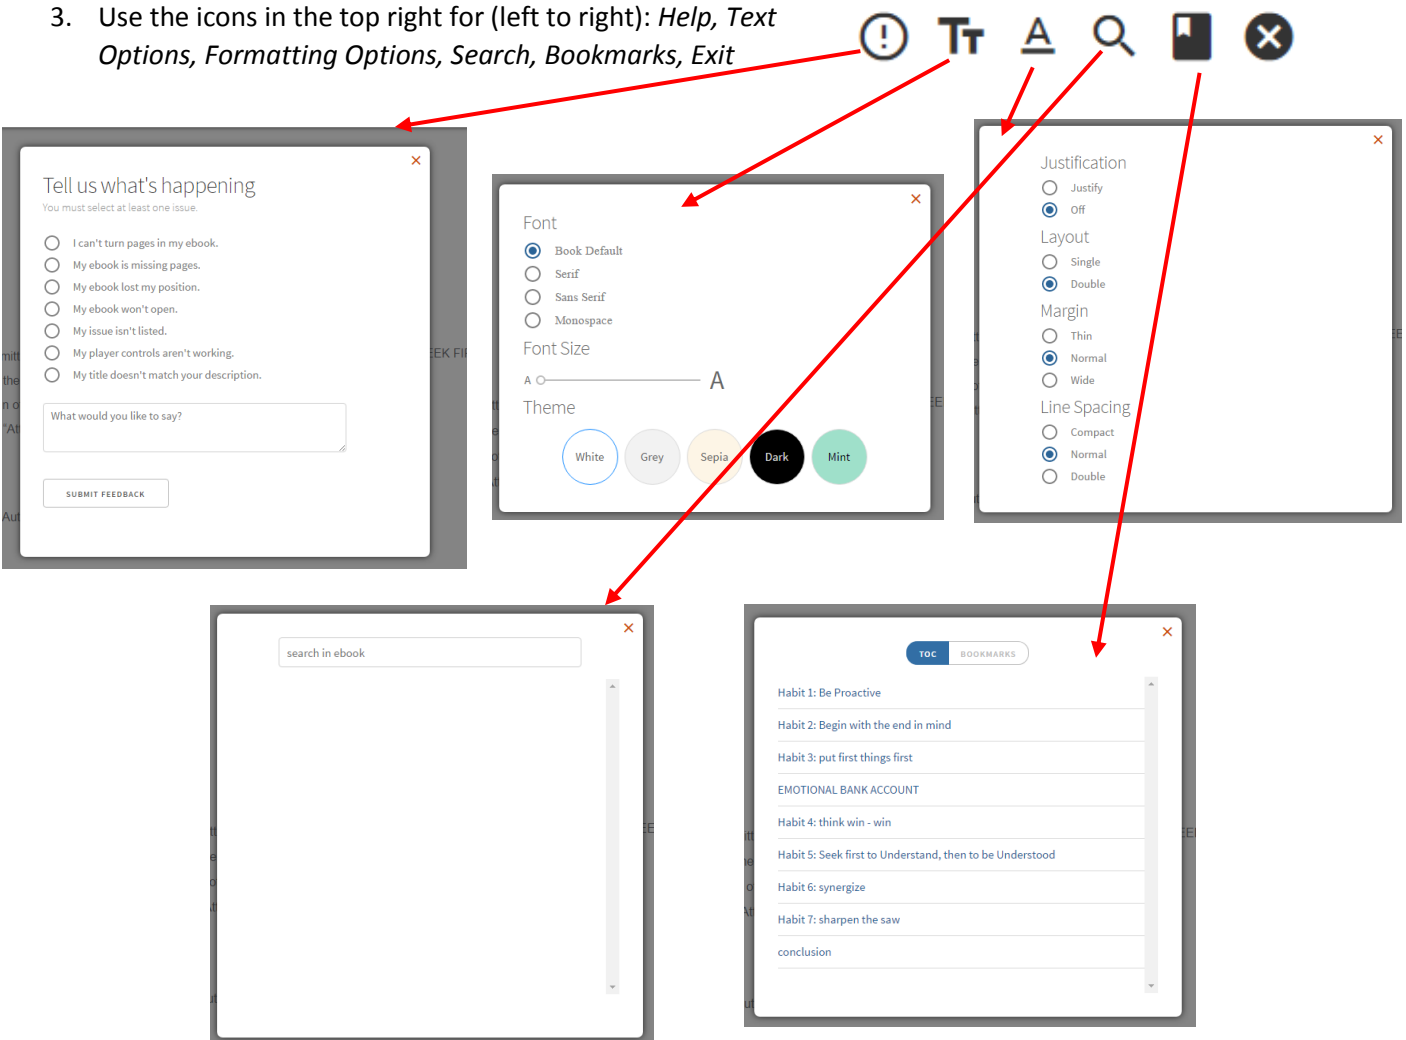 3. Use the icons in the top right for (left to right): Help, Text
Options, Formatting Options, Search, Bookmarks, Exit
Tell us what's happening
You must select at least one issue.
I can't turn pages in my ebook.
My ebook is missing pages.
My ebook lost my position.
My ebook won't open.
My issue isn't listed.
My player controls aren't working.
My title doesn't match your description.
What would you like to say?
SUBMIT FEEDBACK
Font
Book Default
Serif
Sans Serif
Monospace
Font Size
A A
Theme
White Grey Sepia Dark Mint
Justification
Justify
Off
Layout
Single
Double
Margin
Thin
Normal
Wide
Line Spacing
Compact
Normal
Double
search in ebook
TOC BOOKMARKS
Habit 1: Be Proactive
Habit 2: Begin with the end in mind
Habit 3: put first things first
EMOTIONAL BANK ACCOUNT
Habit 4: think win - win
Habit 5: Seek first to Understand, then to be Understood
Habit 6: synergize
Habit 7: sharpen the saw
conclusion